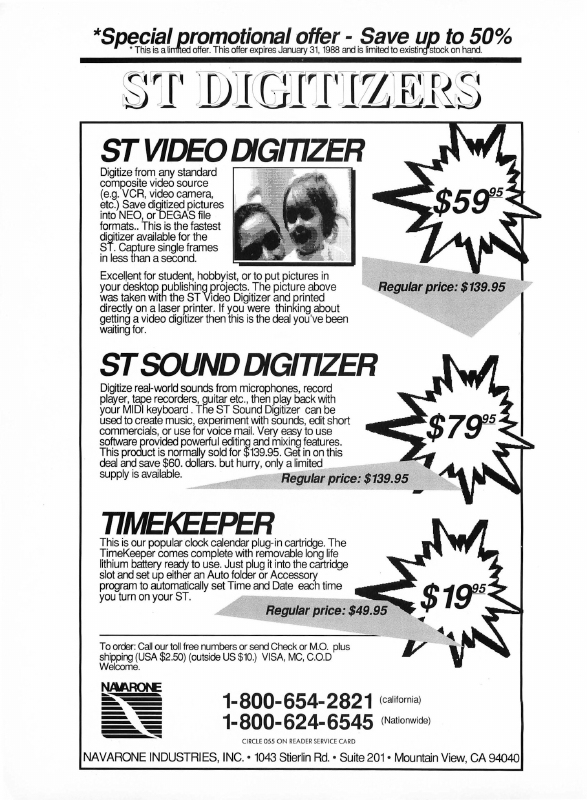 *Special promotional offer - Save up to 50%
* This is a limited offer. This offer expires January 31, 1988 and is limited to existing stock on hand.
ST DIGITIZERS
ST VIDEO DIGITIZER
Digitize from any standard
composite video source
(e.g. VCR, video camera,
etc.) Save digitized pictures
into NEO, or DEGAS file
formats.. This is the fastest
digitizer available for the
ST. Capture single frames
in less than a second.
$59 95
Excellent for student, hobbyist, or to put pictures in
your desktop publishing projects. The picture above
was taken with the ST Video Digitizer and printed
directly on a laser printer. If you were thinking about
getting a video digitizer then this is the deal you've been
waiting for.
Regular price: $139.95
ST SOUND DIGITIZER
Digitize real-world sounds from microphones, record
player, tape recorders, guitar etc., then play back with
your MIDI keyboard . The ST Sound Digitizer can be
used to create music, experiment with sounds, edit short
commercials, or use for voice mail. Very easy to use
software provided powerful editing and mixing features.
This product is normally sold for $139.95. Get in on this
deal and save $60. dollars. but hurry, only a limited
supply is available.
$79 95
Regular price: $139.95
TIMEKEEPER
This is our popular clock calendar plug-in cartridge. The
TimeKeeper comes complete with removable long life
lithium battery ready to use. Just plug it into the cartridge
slot and set up either an Auto folder or Accessory
program to automatically set Time and Date each time
you turn on your ST.
$19 95
Regular price: $49.95
To order: Call our toll free numbers or send Check or M.O. plus
shipping (USA $2.50) (outside US $10.) VISA, MC, C.O.D
Welcome.
NAVARONE
1-800-654-2821 (california)
1-800-624-6545 (Nationwide)
CIRCLE 055 ON READER SERVICE CARD
NAVARONE INDUSTRIES, INC. • 1043 Stierlin Rd. • Suite 201 • Mountain View, CA 94040